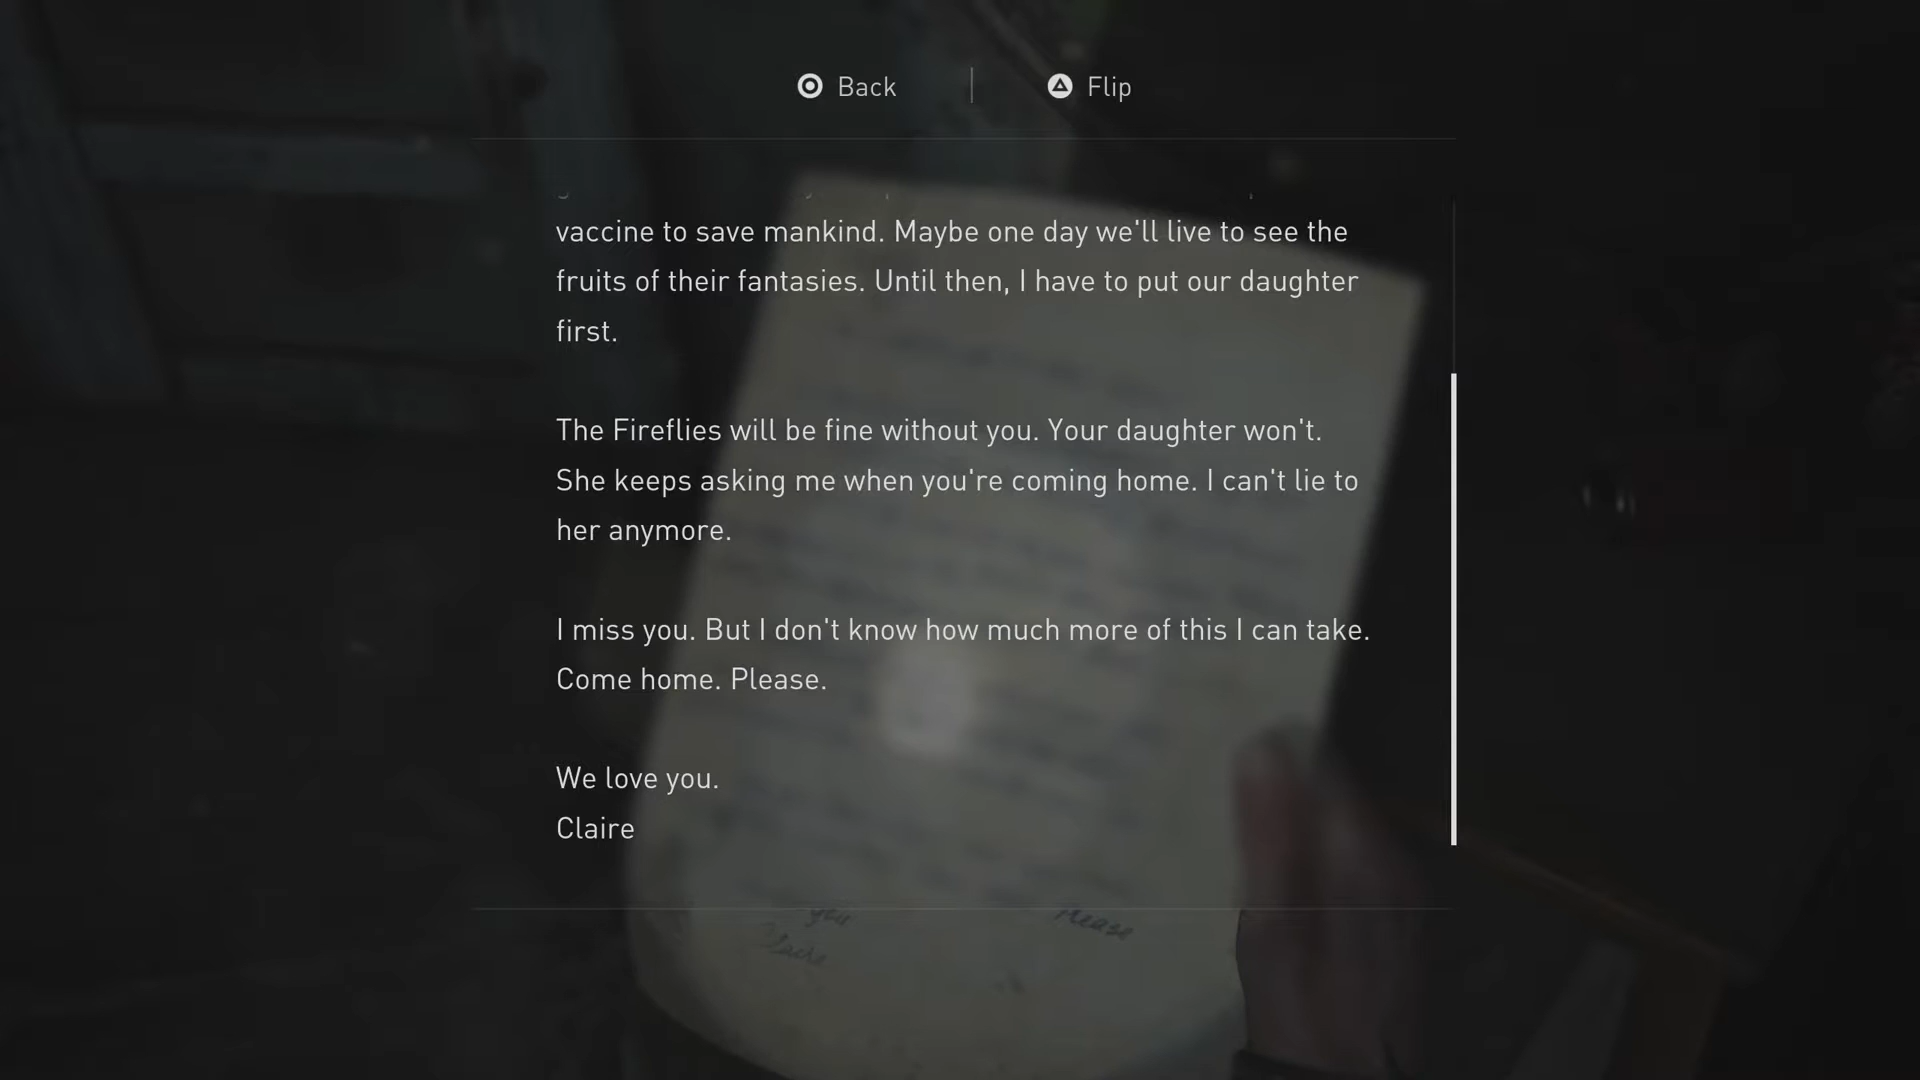 Back
Flip
vaccine to save mankind. Maybe one day we'll live to see the
fruits of their fantasies. Until then, I have to put our daughter
first.
The Fireflies will be fine without you. Your daughter won't.
She keeps asking me when you're coming home. I can't lie to
her anymore.
I miss you. But I don't know how much more of this I can take.
Come home. Please.
We love you.
Claire
you
Please